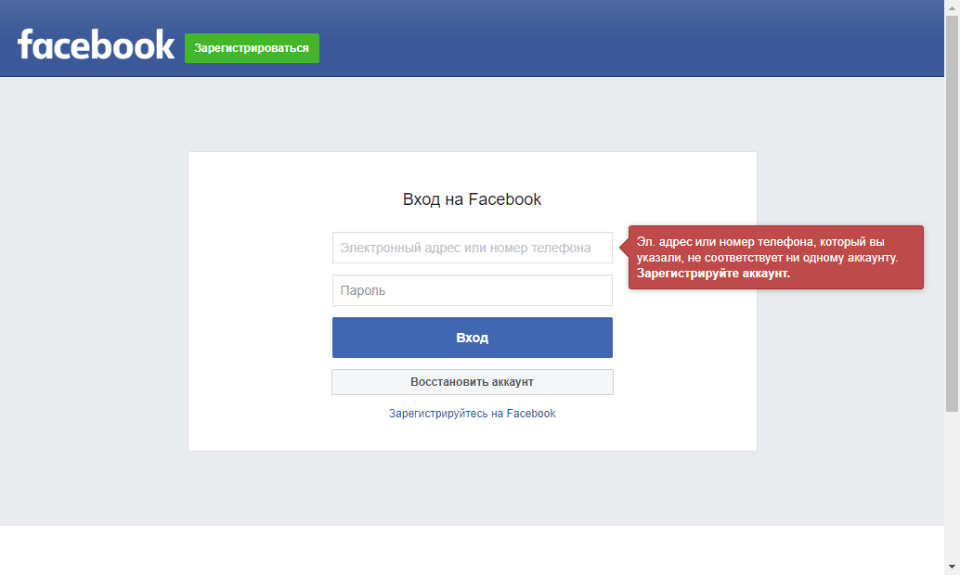 facebook
Зарегистрироваться
Вход на Facebook
Электронный адрес или номер телефона
Эл. адрес или номер телефона, который вы
указали, не соответствует ни одному аккаунту.
Зарегистрируйте аккаунт.
Пароль
Вход
Восстановить аккаунт
Зарегистрируйтесь на Facebook